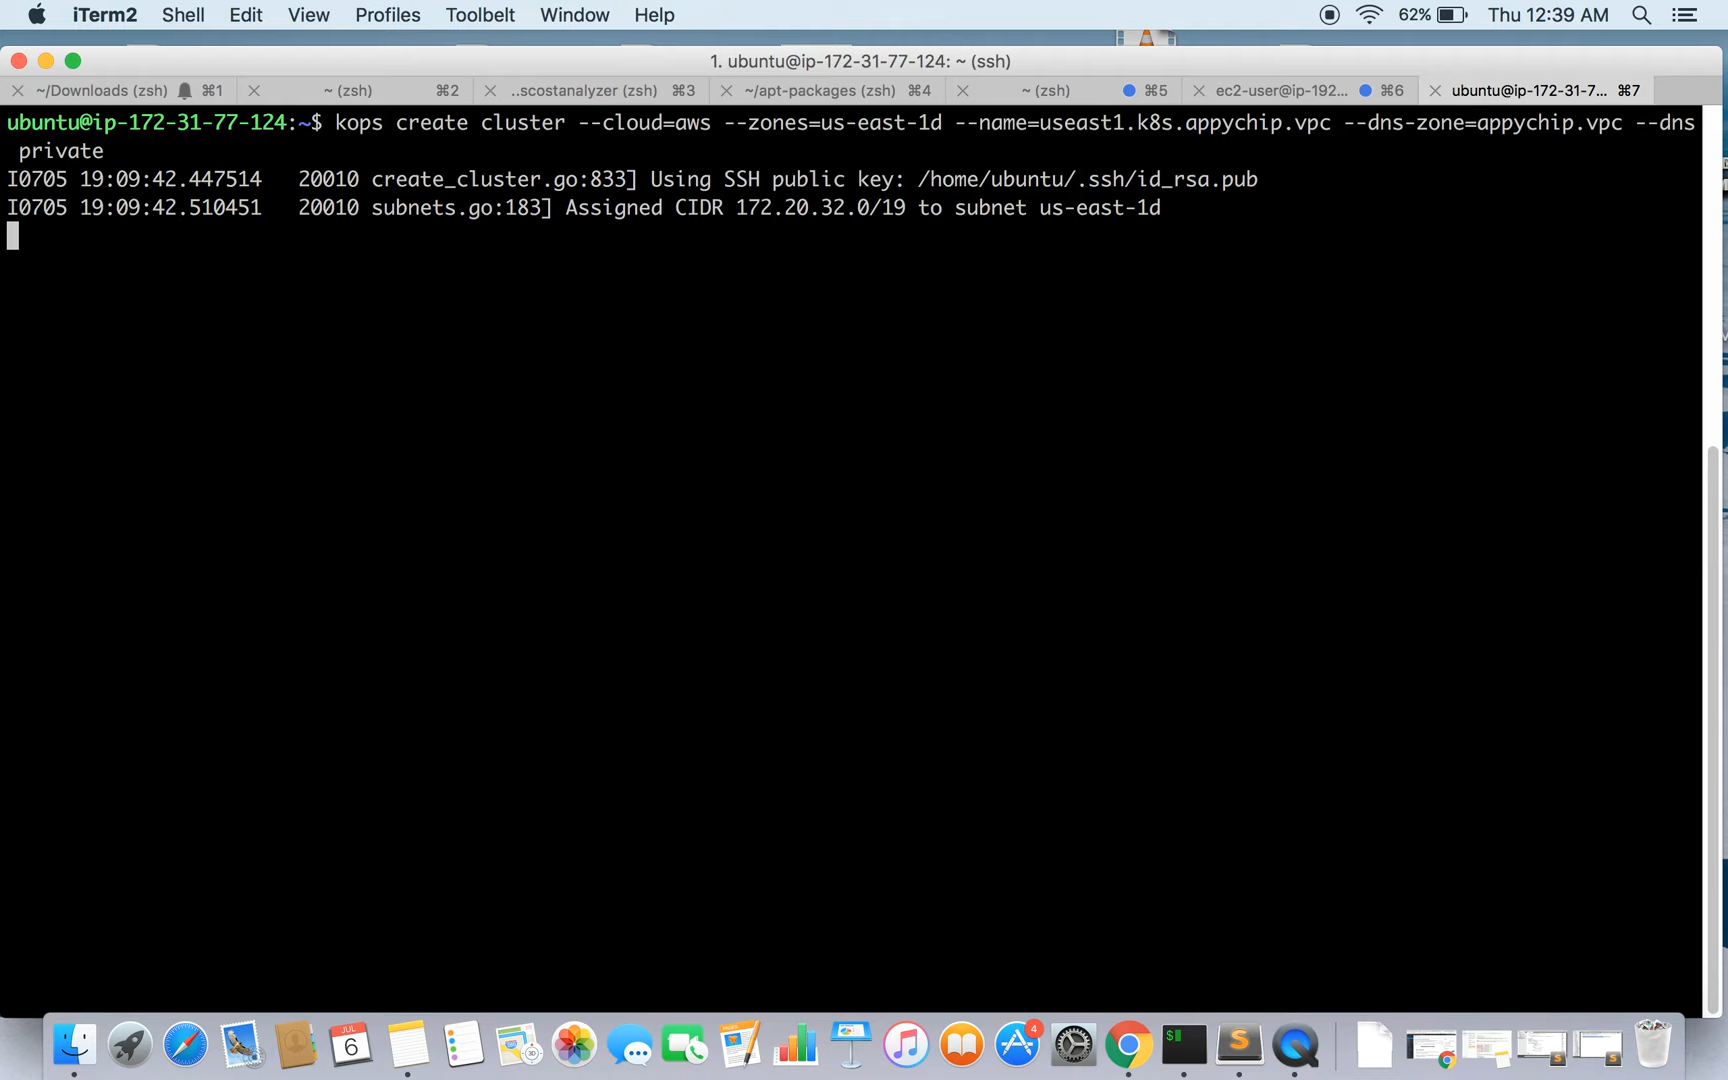 iTerm2 Shell Edit View Profiles Toolbelt Window Help 62% Thu 12:39 AM
1. ubuntu@ip-172-31-77-124: ~ (ssh)
~/Downloads (zsh) ⌘1 ~ (zsh) ⌘2 ..scostanalyzer (zsh) ⌘3 ~/apt-packages (zsh) ⌘4 ~ (zsh) ⌘5 ec2-user@ip-192... ⌘6 ubuntu@ip-172-31-7... ⌘7
ubuntu@ip-172-31-77-124:~$ kops create cluster --cloud=aws --zones=us-east-1d --name=useast1.k8s.appychip.vpc --dns-zone=appychip.vpc --dns
private
I0705 19:09:42.447514 20010 create_cluster.go:833] Using SSH public key: /home/ubuntu/.ssh/id_rsa.pub
I0705 19:09:42.510451 20010 subnets.go:183] Assigned CIDR 172.20.32.0/19 to subnet us-east-1d
JUL
6
4
$
S